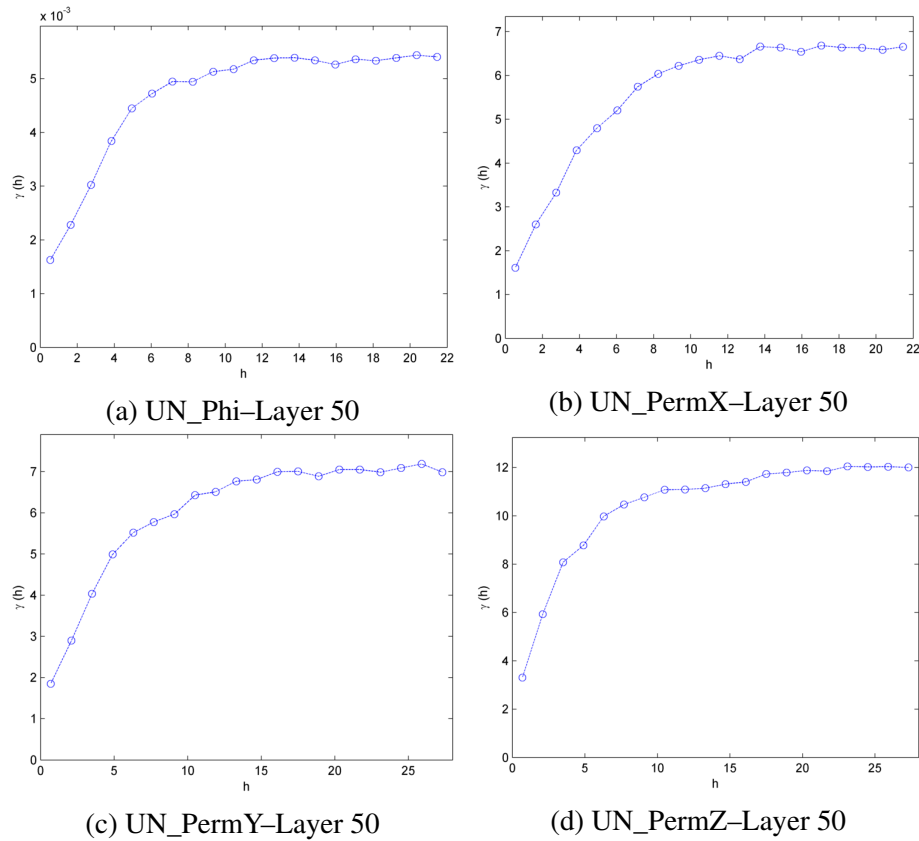 x 10⁻³
5
4
3
2
1
0
γ (h)
0 2 4 6 8 10 12 14 16 18 20 22
h
(a) UN_Phi–Layer 50
7
6
5
4
3
2
1
0
γ (h)
0 2 4 6 8 10 12 14 16 18 20 22
h
(b) UN_PermX–Layer 50
7
6
5
4
3
2
1
0
γ (h)
0 5 10 15 20 25
h
(c) UN_PermY–Layer 50
12
10
8
6
4
2
0
γ (h)
0 5 10 15 20 25
h
(d) UN_PermZ–Layer 50